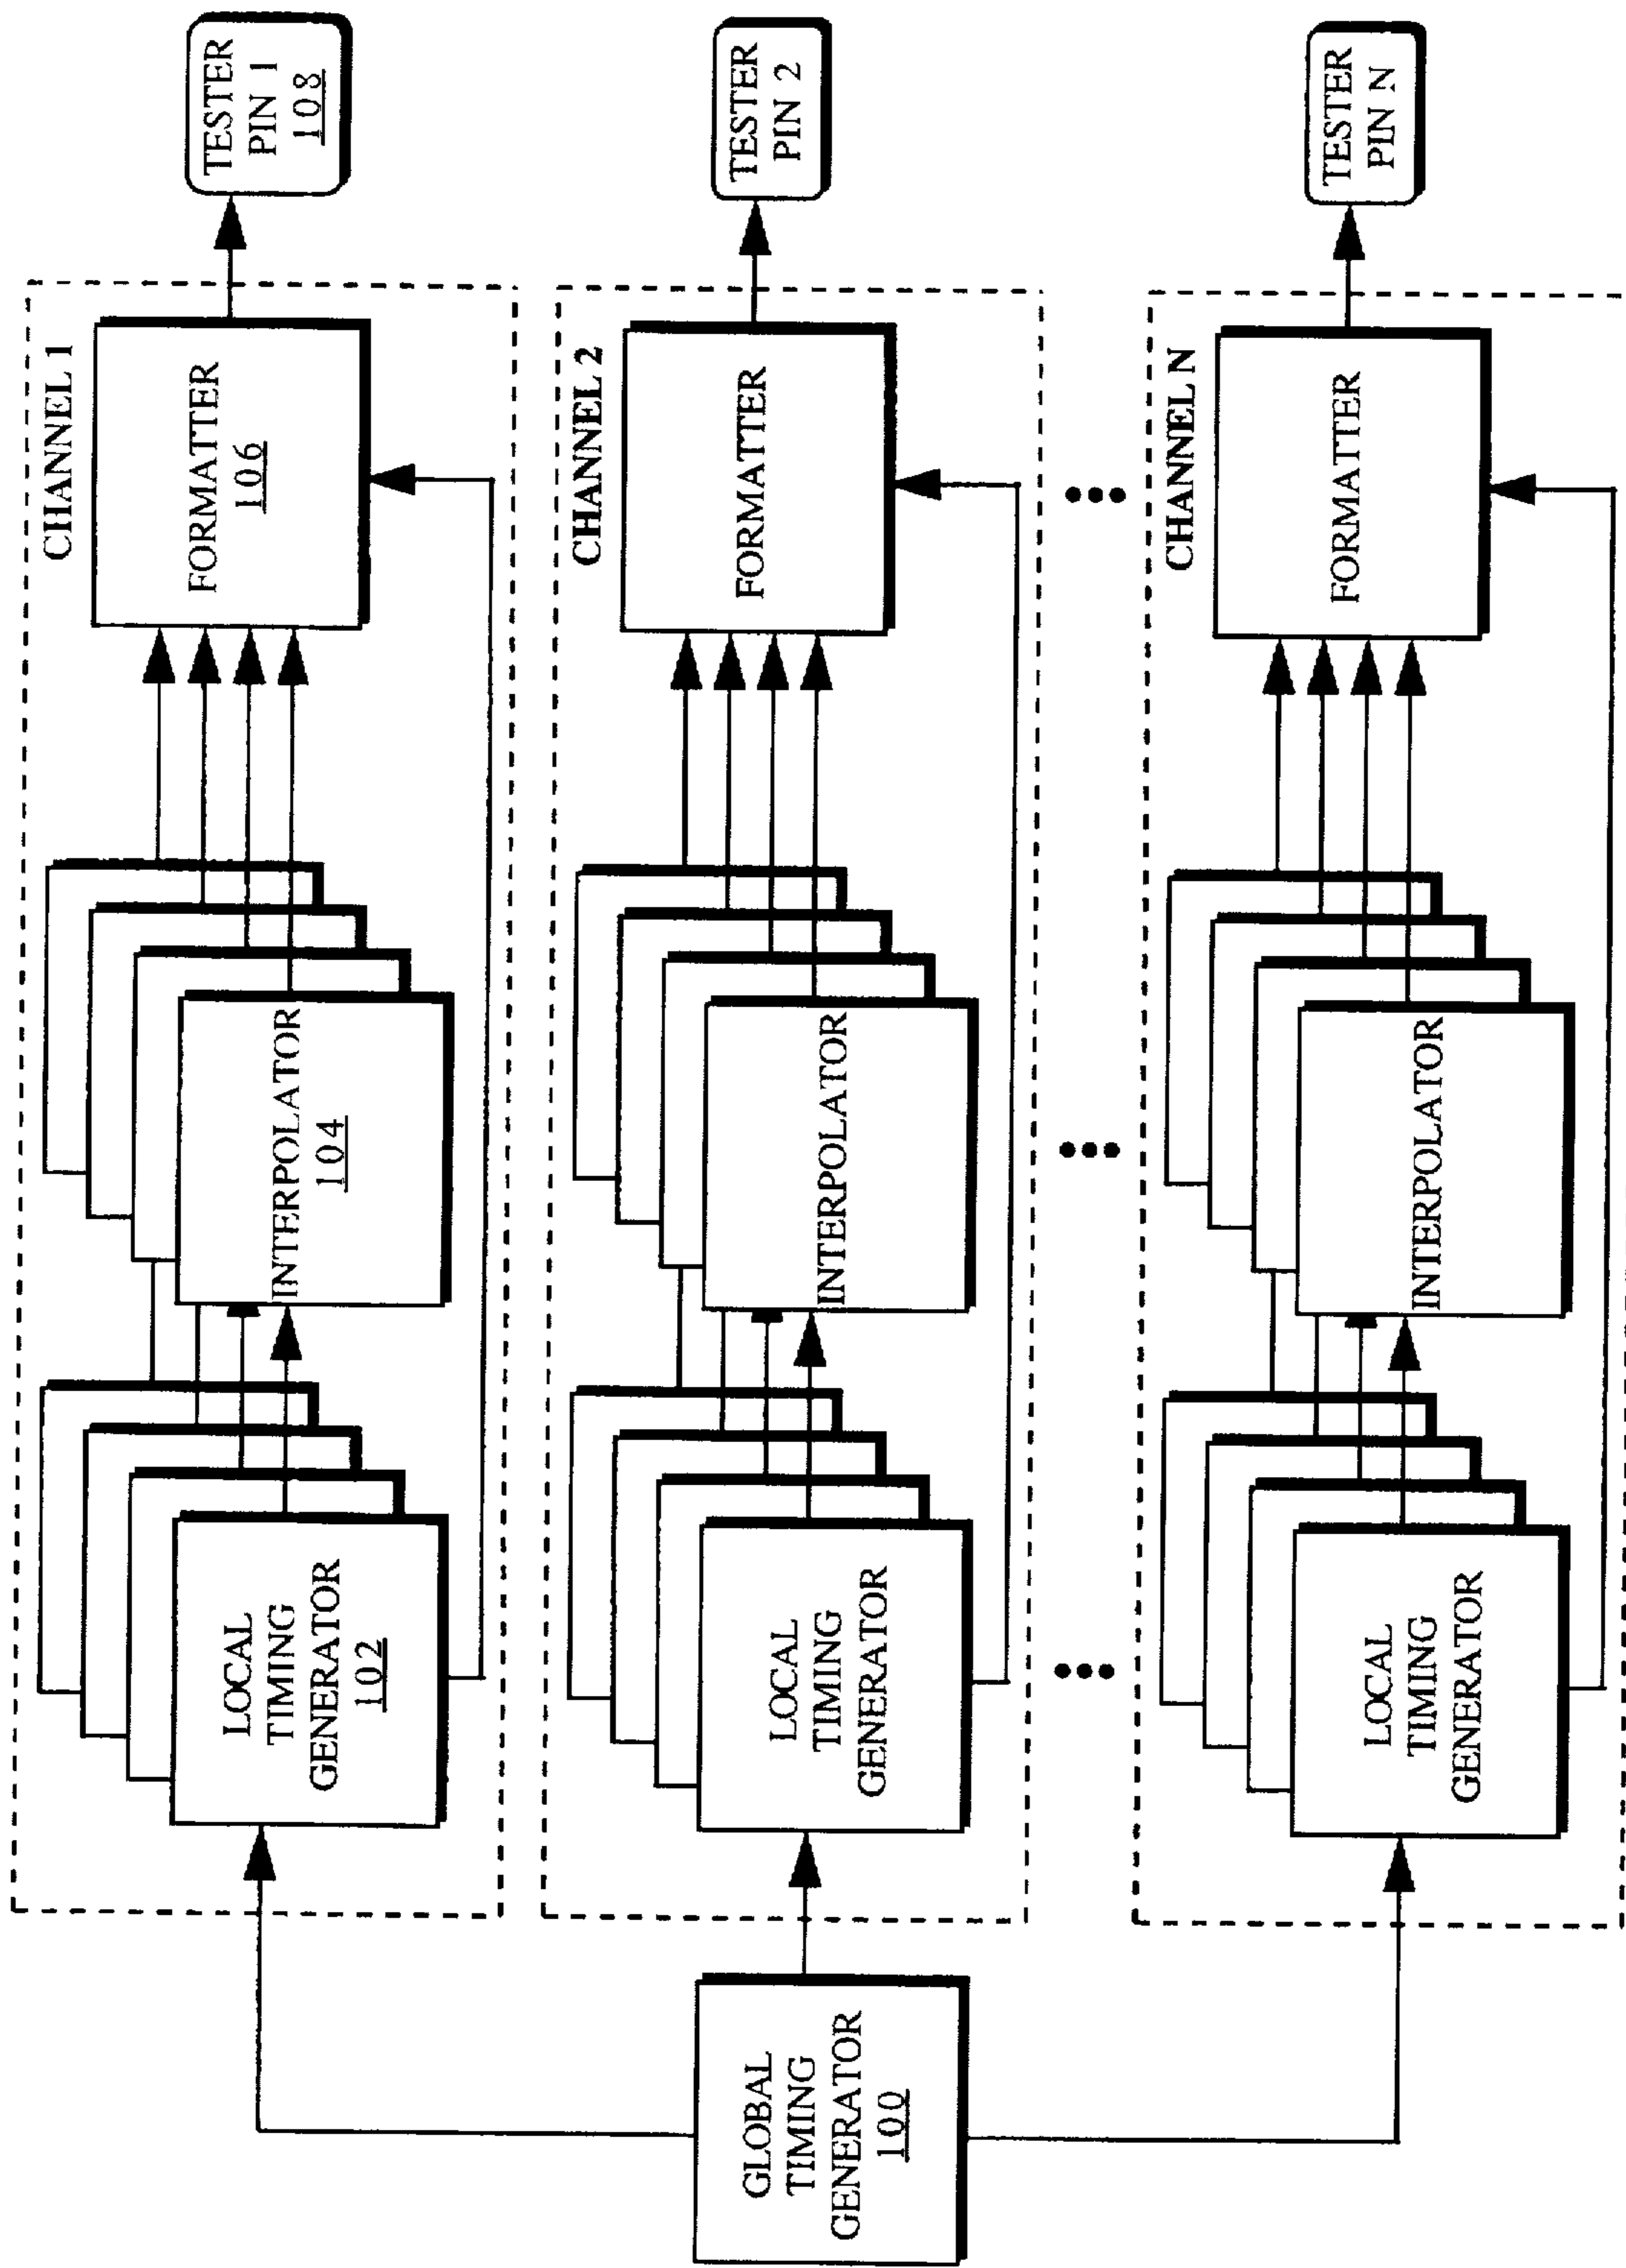 GLOBAL
TIMING
GENERATOR
100
CHANNEL 1
LOCAL
TIMING
GENERATOR
102
INTERPOLATOR
104
FORMATTER
106
TESTER
PIN 1
108
CHANNEL 2
LOCAL
TIMING
GENERATOR
INTERPOLATOR
FORMATTER
TESTER
PIN 2
CHANNEL N
LOCAL
TIMING
GENERATOR
INTERPOLATOR
FORMATTER
TESTER
PIN N